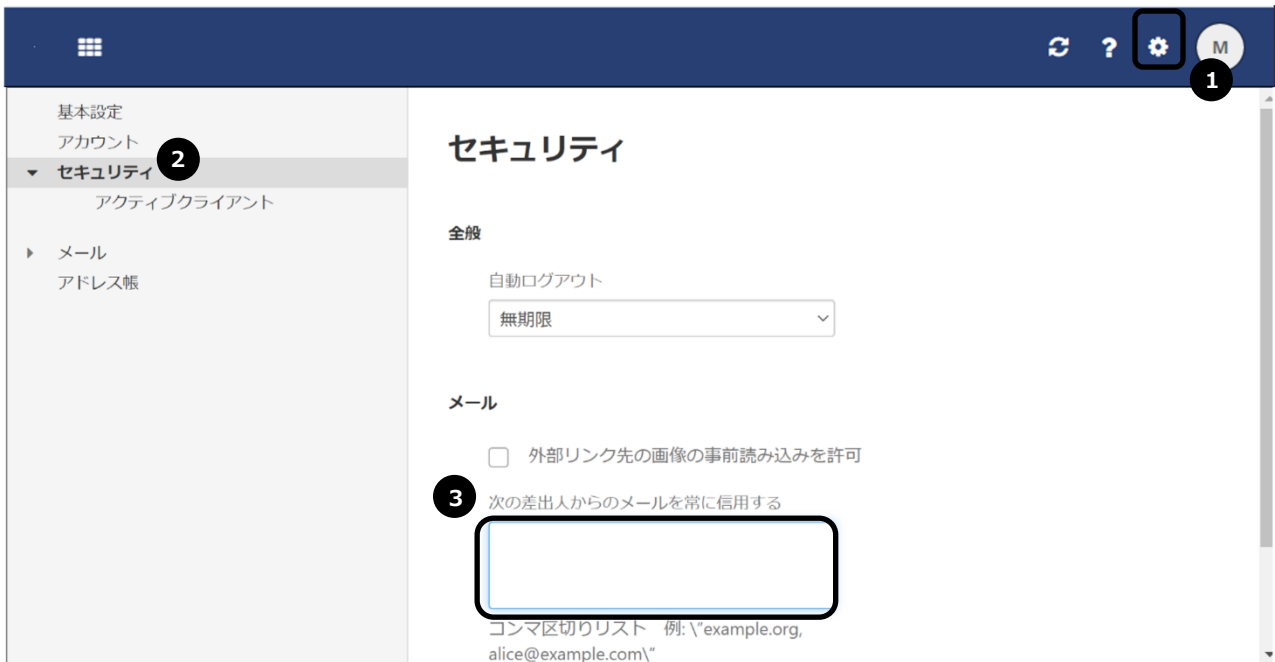 ? M
1
基本設定
アカウント
2
セキュリティ
アクティブクライアント
メール
アドレス帳
セキュリティ
全般
自動ログアウト
無期限
メール
外部リンク先の画像の事前読み込みを許可
3
次の差出人からのメールを常に信用する
コンマ区切りリスト　例: \"example.org,
alice@example.com\"